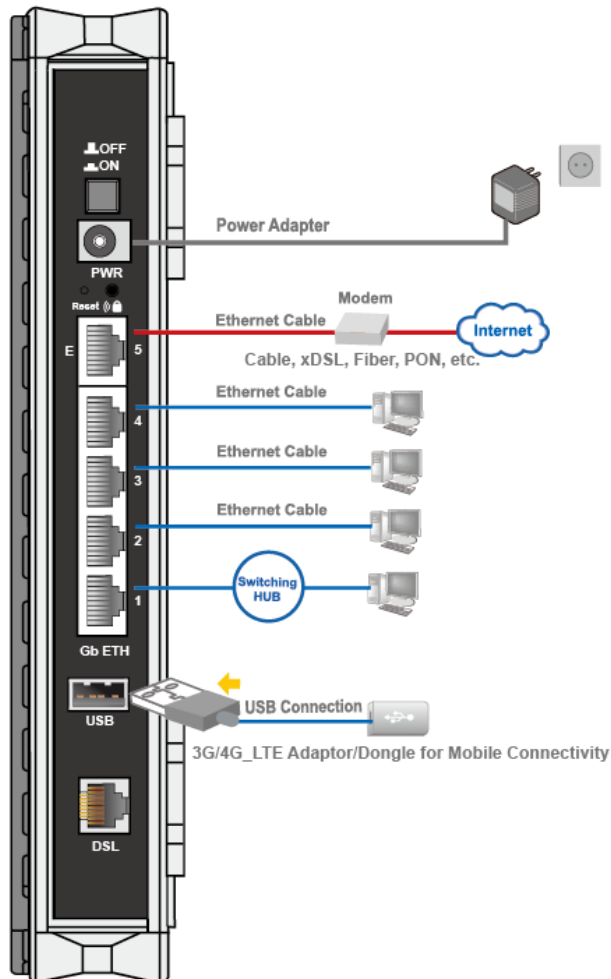 OFF
ON
Power Adapter
PWR
Reset
Modem
Ethernet Cable
Internet
E
5
Cable, xDSL, Fiber, PON, etc.
Ethernet Cable
4
Ethernet Cable
3
Ethernet Cable
2
Switching
HUB
1
Gb ETH
USB Connection
USB
3G/4G_LTE Adaptor/Dongle for Mobile Connectivity
DSL